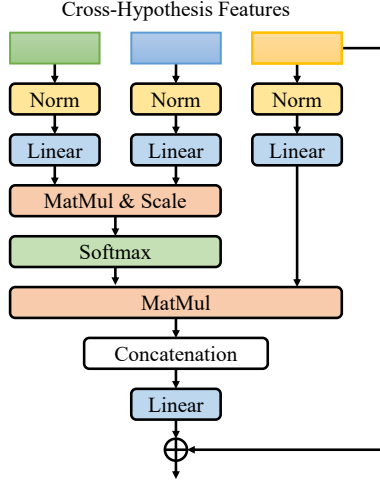 Cross-Hypothesis Features
Norm Norm Norm
Linear Linear Linear
MatMul & Scale
Softmax
MatMul
Concatenation
Linear